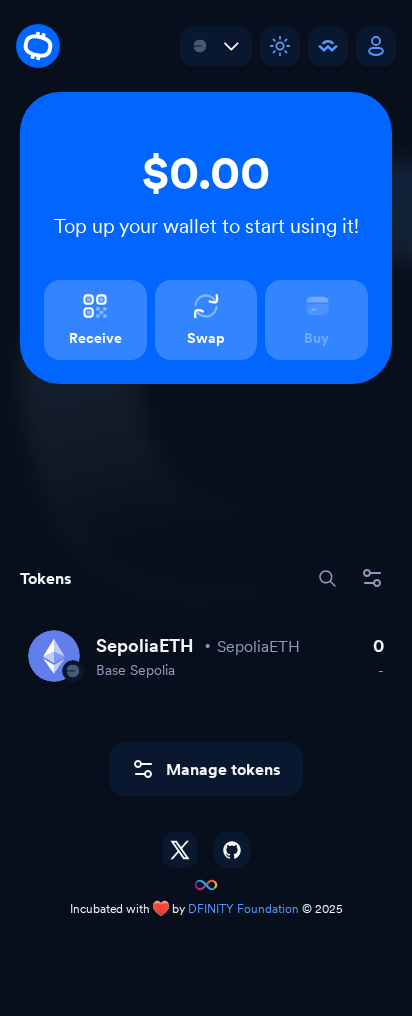 $0.00
Top up your wallet to start using it!
Receive Swap Buy
Tokens
SepoliaETH • SepoliaETH 0
Base Sepolia -
Manage tokens
Incubated with ❤️ by DFINITY Foundation © 2025